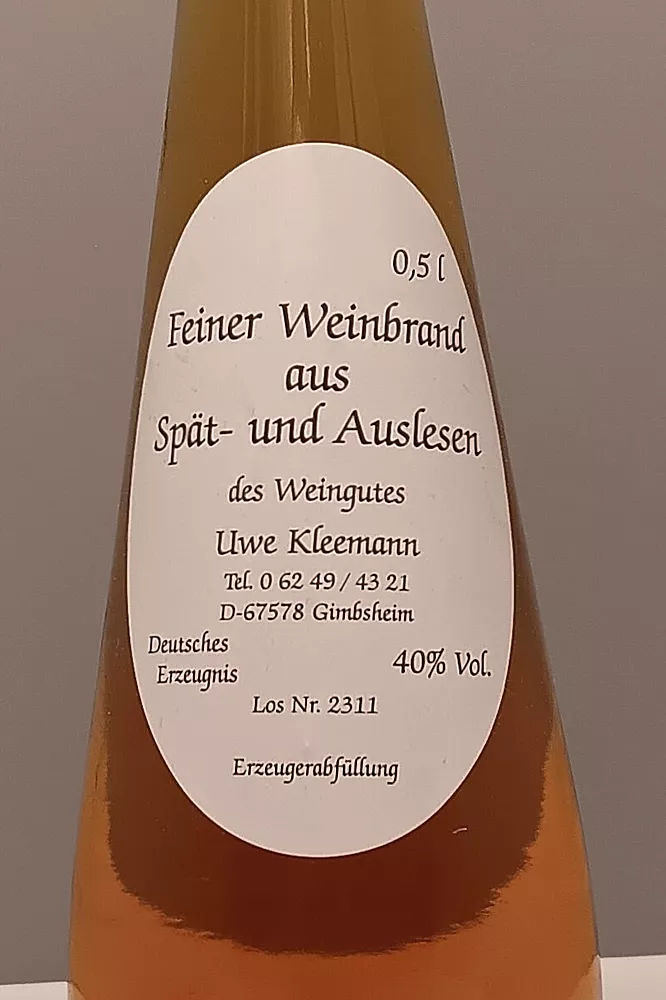 0,5 l
Feiner Weinbrand
aus
Spät- und Auslesen
des Weingutes
Uwe Kleemann
Tel. 0 62 49 / 43 21
D-67578 Gimbsheim
Deutsches
Erzeugnis
40% Vol.
Los Nr. 2311
Erzeugerabfüllung